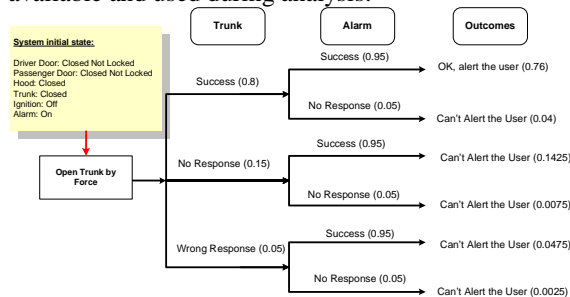 available and used during analysis.
Trunk
Alarm
Outcomes
System initial state:
Driver Door: Closed Not Locked
Passenger Door: Closed Not Locked
Hood: Closed
Trunk: Closed
Ignition: Off
Alarm: On
Open Trunk by
Force
Success (0.8)
Success (0.95)
OK, alert the user (0.76)
No Response (0.05)
Can't Alert the User (0.04)
No Response (0.15)
Success (0.95)
Can't Alert the User (0.1425)
No Response (0.05)
Can't Alert the User (0.0075)
Wrong Response (0.05)
Success (0.95)
Can't Alert the User (0.0475)
No Response (0.05)
Can't Alert the User (0.0025)